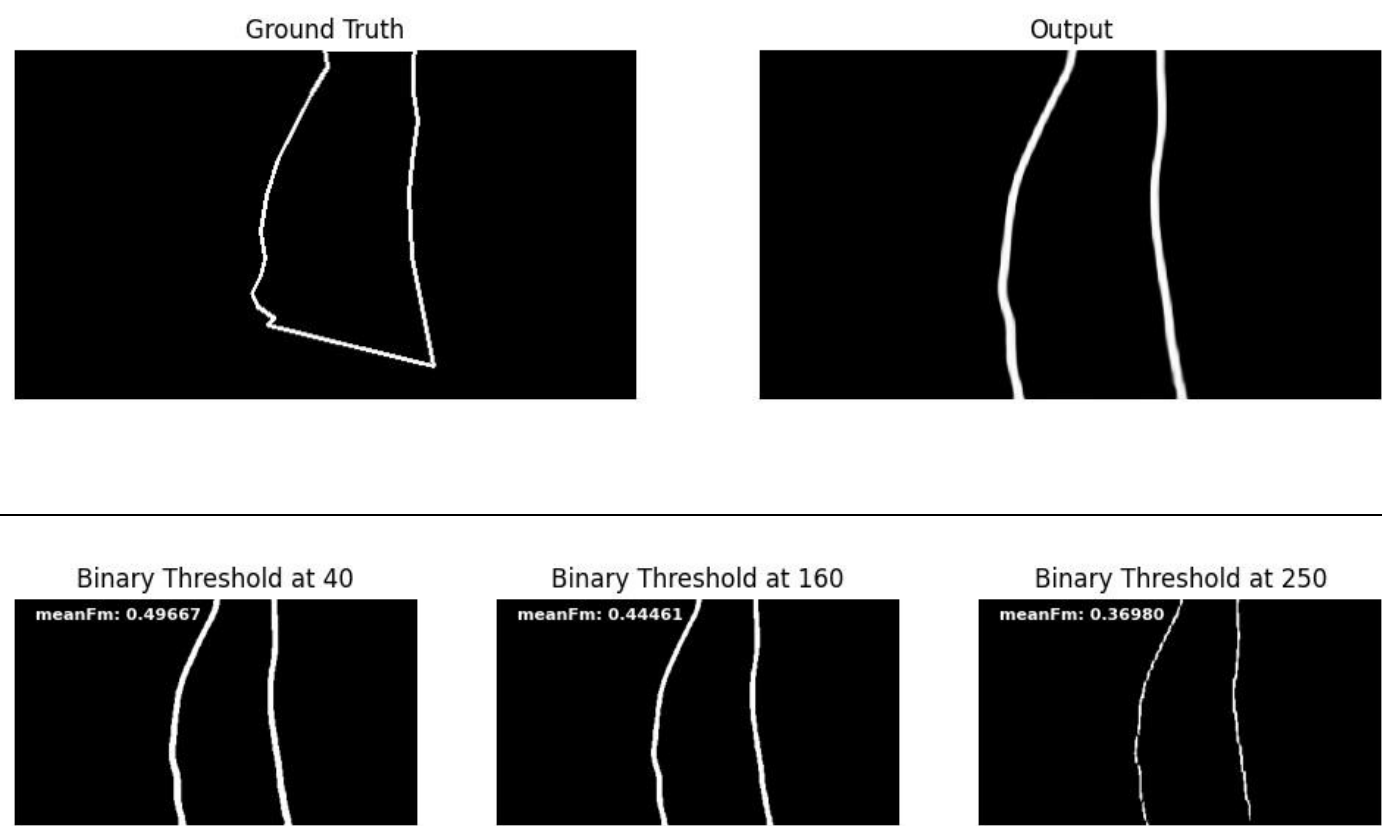 Ground Truth
Output
Binary Threshold at 40
Binary Threshold at 160
Binary Threshold at 250
meanFm: 0.49667
meanFm: 0.44461
meanFm: 0.36980